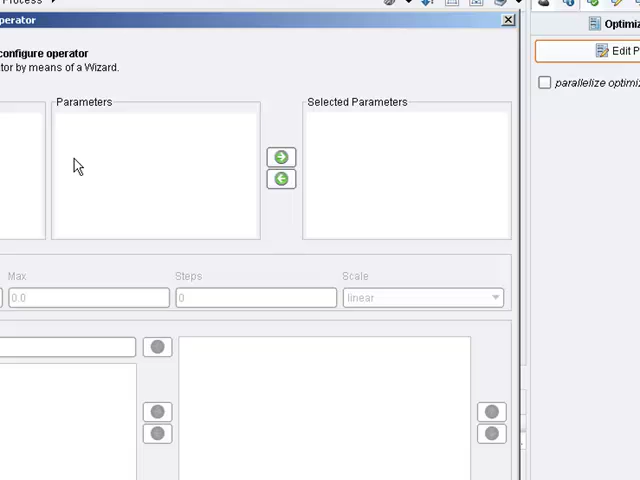 Process
perator
Optimiz
configure operator
Edit P
tor by means of a Wizard.
parallelize optimiz
Parameters
Selected Parameters
Max
Steps
Scale
0.0
0
linear